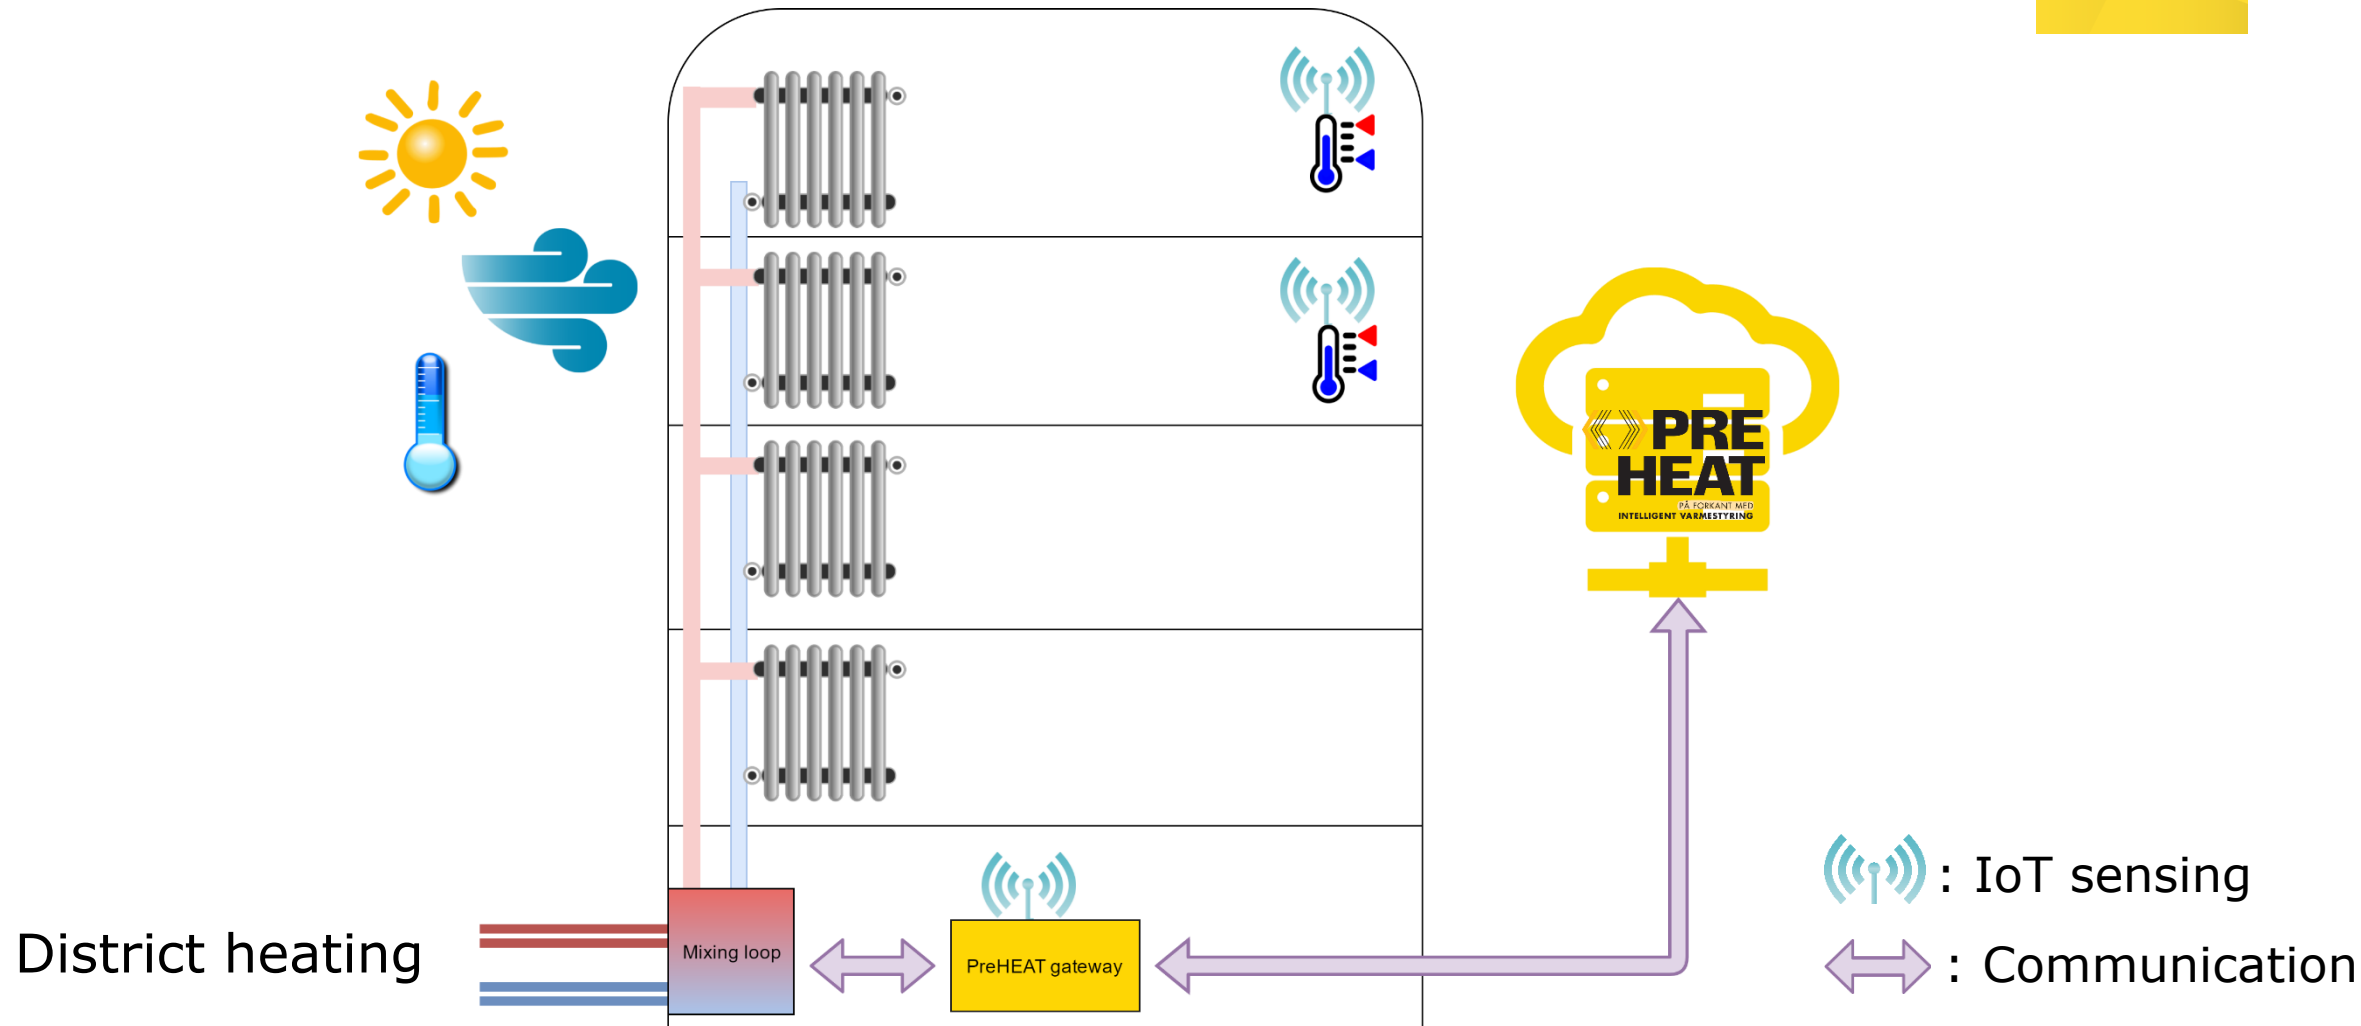 PRE
HEAT
PÅ FORKANT MED
INTELLIGENT VARMESTYRING
: IoT sensing
District heating
Mixing loop
PreHEAT gateway
: Communication